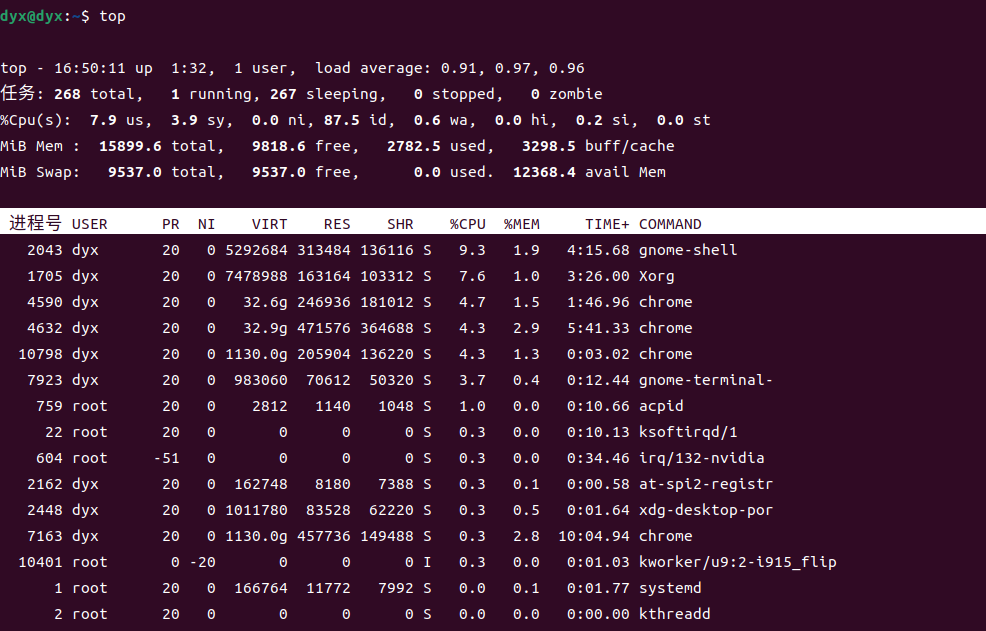 dyx@dyx:~$ top
top - 16:50:11 up  1:32,  1 user,  load average: 0.91, 0.97, 0.96
任务: 268 total,   1 running, 267 sleeping,   0 stopped,   0 zombie
%Cpu(s):  7.9 us,  3.9 sy,  0.0 ni, 87.5 id,  0.6 wa,  0.0 hi,  0.2 si,  0.0 st
MiB Mem :  15899.6 total,   9818.6 free,   2782.5 used,   3298.5 buff/cache
MiB Swap:   9537.0 total,   9537.0 free,      0.0 used.  12368.4 avail Mem
进程号 USER      PR  NI    VIRT    RES    SHR    %CPU  %MEM     TIME+ COMMAND
2043 dyx       20   0 5292684 313484 136116 S   9.3   1.9   4:15.68 gnome-shell
1705 dyx       20   0 7478988 163164 103312 S   7.6   1.0   3:26.00 Xorg
4590 dyx       20   0   32.6g 246936 181012 S   4.7   1.5   1:46.96 chrome
4632 dyx       20   0   32.9g 471576 364688 S   4.3   2.9   5:41.33 chrome
10798 dyx       20   0 1130.0g 205904 136220 S   4.3   1.3   0:03.02 chrome
7923 dyx       20   0  983060  70612  50320 S   3.7   0.4   0:12.44 gnome-terminal-
759 root      20   0    2812   1140   1048 S   1.0   0.0   0:10.66 acpid
22 root      20   0       0      0      0 S   0.3   0.0   0:10.13 ksoftirqd/1
604 root     -51   0       0      0      0 S   0.3   0.0   0:34.46 irq/132-nvidia
2162 dyx       20   0  162748   8180   7388 S   0.3   0.1   0:00.58 at-spi2-registr
2448 dyx       20   0 1011780  83528  62220 S   0.3   0.5   0:01.64 xdg-desktop-por
7163 dyx       20   0 1130.0g 457736 149488 S   0.3   2.8  10:04.94 chrome
10401 root       0 -20       0      0      0 I   0.3   0.0   0:01.03 kworker/u9:2-i915_flip
1 root      20   0  166764  11772   7992 S   0.0   0.1   0:01.77 systemd
2 root      20   0       0      0      0 S   0.0   0.0   0:00.00 kthreadd